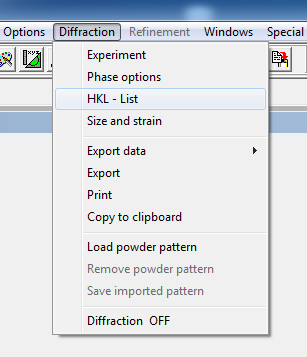 Options Diffraction Refinement Windows Special
Experiment
Phase options
HKL - List
Size and strain
Export data
Export
Print
Copy to clipboard
Load powder pattern
Remove powder pattern
Save imported pattern
Diffraction OFF